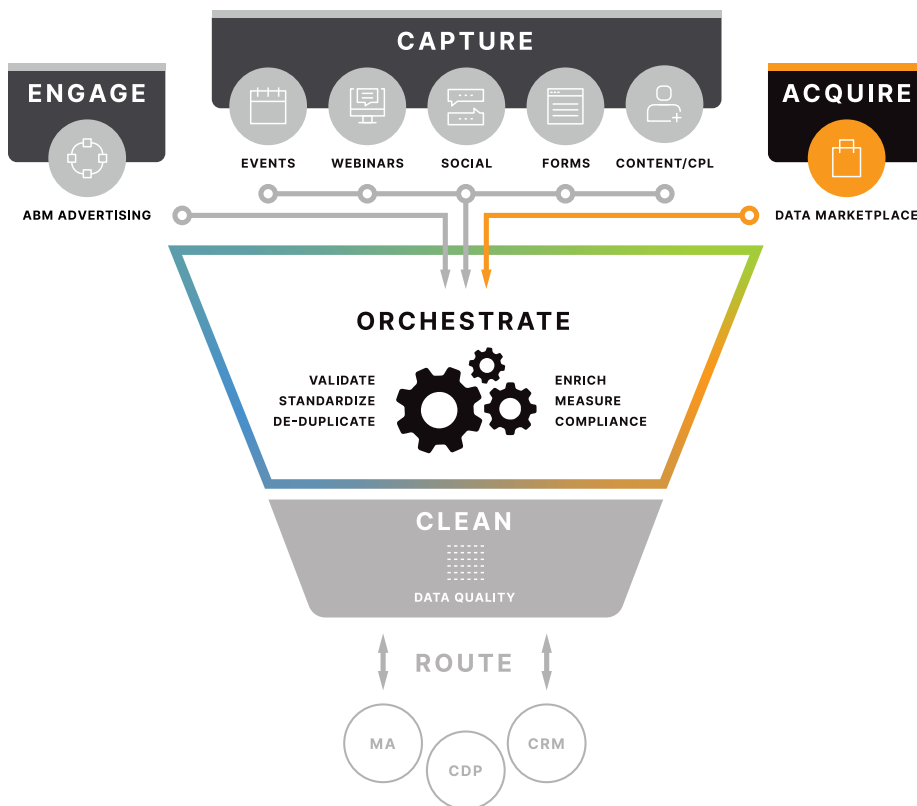 CAPTURE
ENGAGE
ACQUIRE
EVENTS
WEBINARS
SOCIAL
FORMS
CONTENT/CPL
ABM ADVERTISING
DATA MARKETPLACE
ORCHESTRATE
VALIDATE
STANDARDIZE
DE-DUPLICATE
ENRICH
MEASURE
COMPLIANCE
CLEAN
DATA QUALITY
ROUTE
MA
CDP
CRM